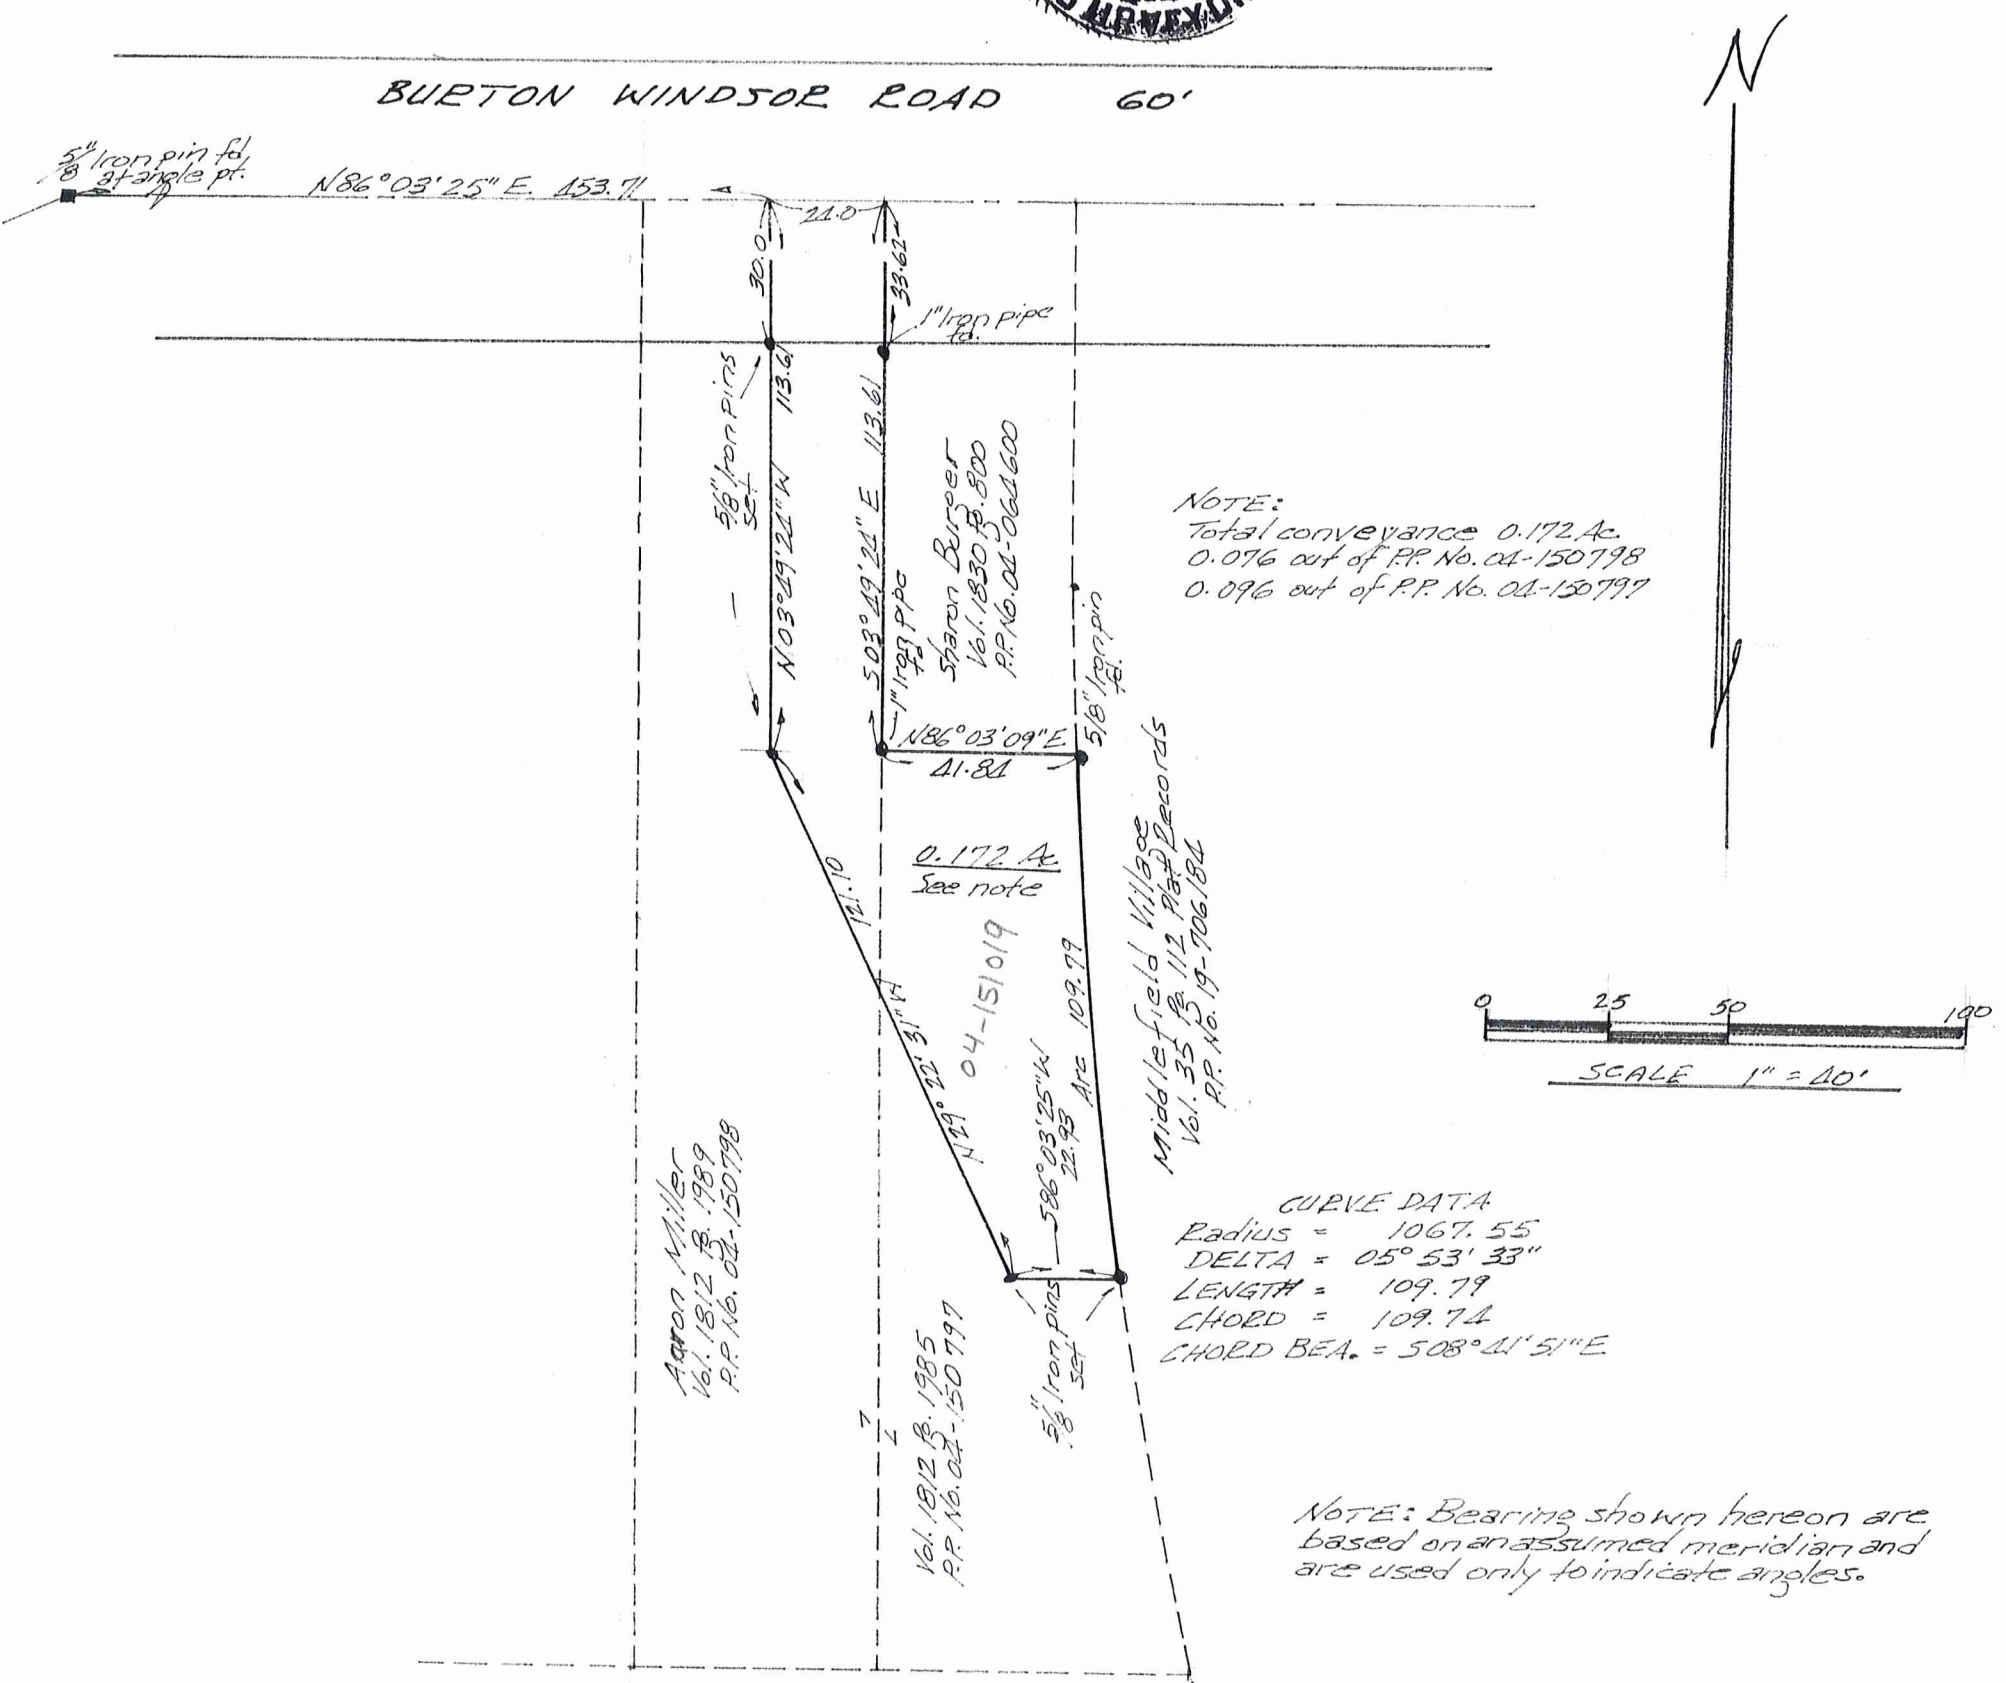 BURTON WINDSOR ROAD 60'
N
5/8" Iron pin fd.
at angle pt.
N86°03'25" E. 453.71
24.0
30.0
33.62
1" Iron pipe
fd.
5/8" Iron pins
set
N03°49'24" W 113.61
S03°49'24" E 113.61
1" Iron pipe
fd
Sharon Burger
Vol. 1830 Pg. 800
P.P. No. 04-064600
NOTE:
Total conveyance 0.172 Ac.
0.076 out of P.P. No. 04-150798
0.096 out of P.P. No. 04-150797
5/8" Iron pin
fd.
N86°03'09" E
41.84
0.172 Ac
See note
04-151019
121.10
N29°22'31" W
Arc 109.79
S86°03'25" W
22.93
Middlefield Village
Vol. 35 Pg. 112 Plat Records
P.P. No. 19-706184
0 25 50 100
SCALE 1" = 40'
Aaron Miller
Vol. 1812 Pg. 1989
P.P. No. 04-150798
5/8" Iron pins
set
Vol. 1812 Pg. 1985
P.P. No. 04-150797
CURVE DATA
Radius = 1067.55
DELTA = 05° 53' 33"
LENGTH = 109.79
CHORD = 109.74
CHORD BEA. = S08°41'51"E
NOTE: Bearing shown hereon are
based on an assumed meridian and
are used only to indicate angles.